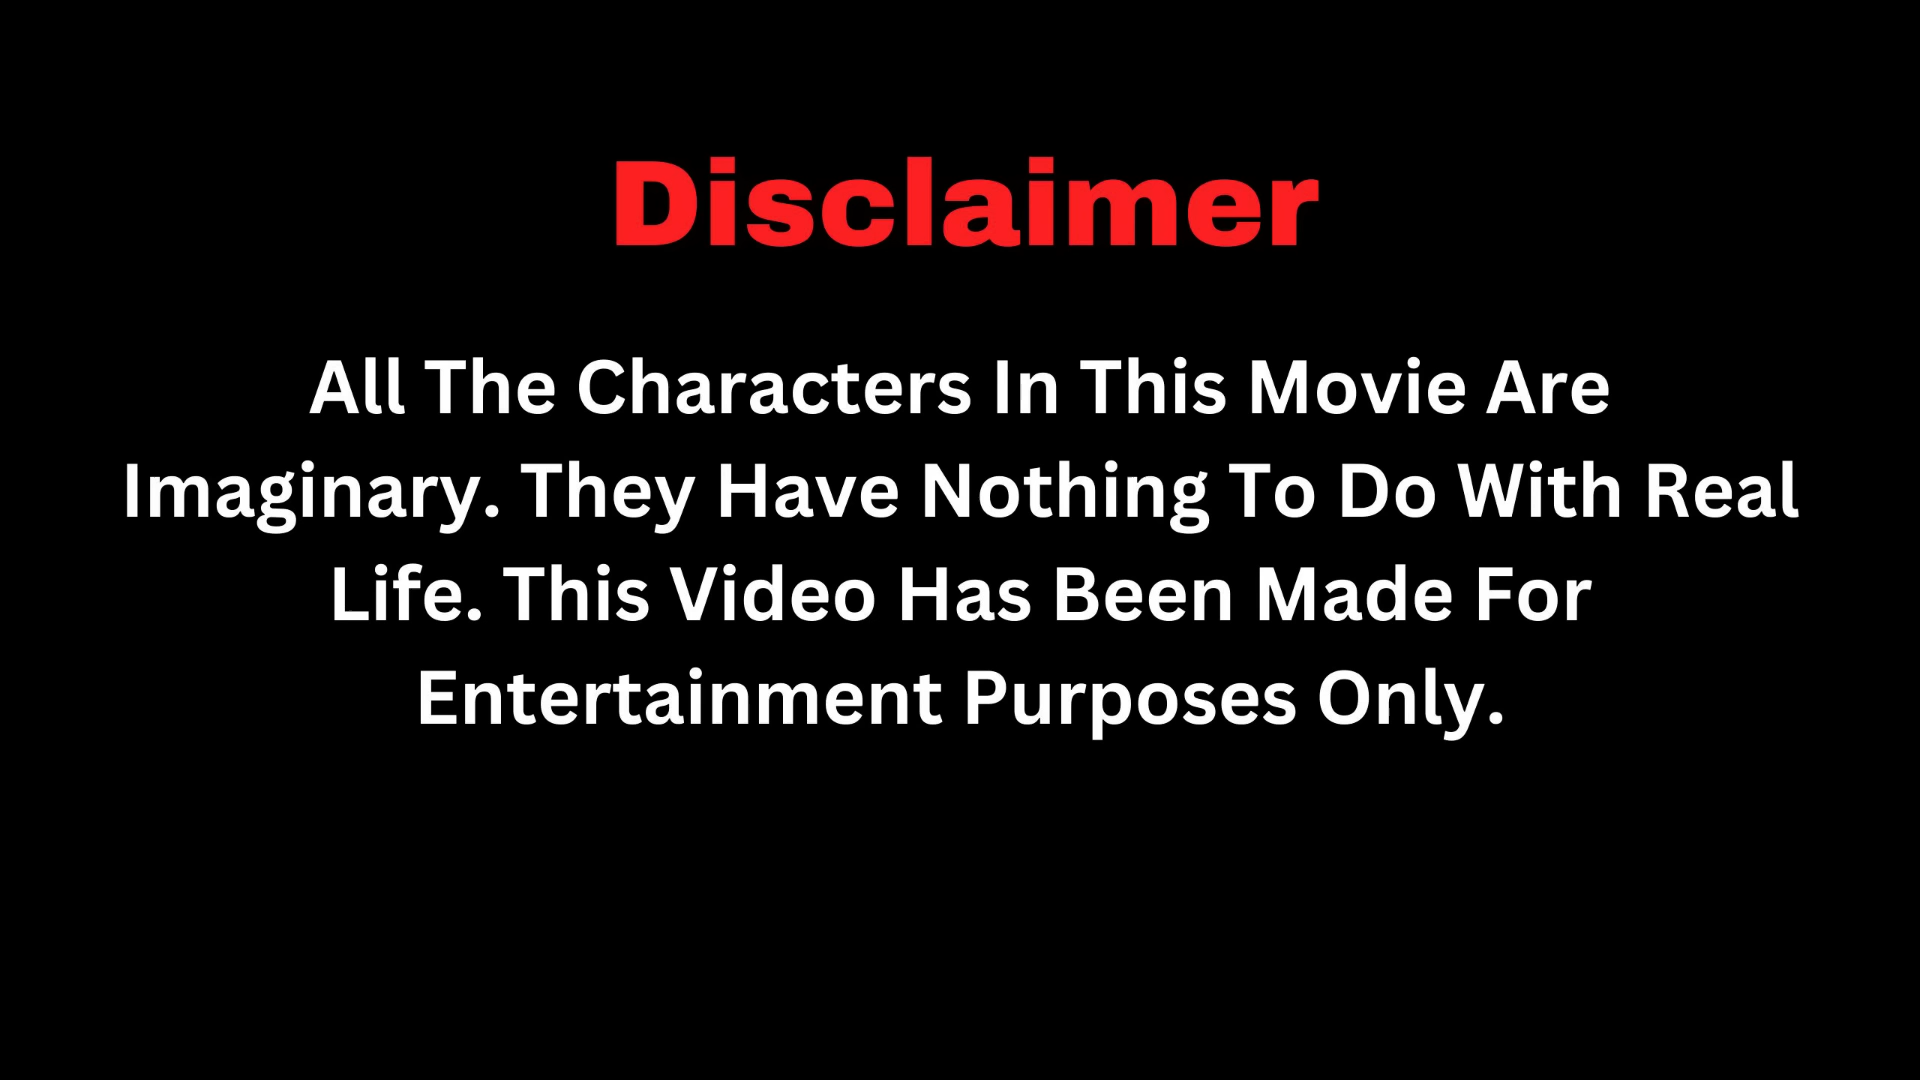 Disclaimer
All The Characters In This Movie Are
Imaginary. They Have Nothing To Do With Real
Life. This Video Has Been Made For
Entertainment Purposes Only.